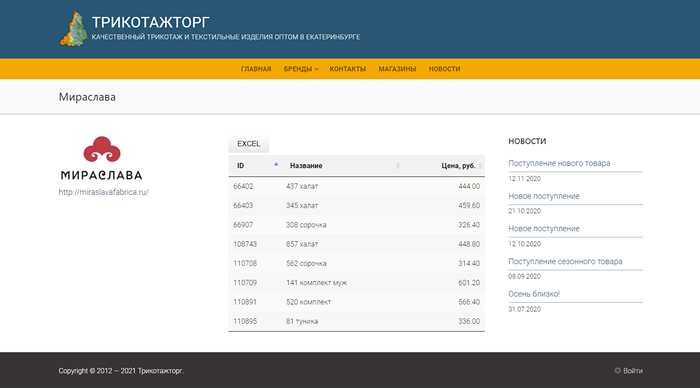 ТРИКОТАЖТОРГ
КАЧЕСТВЕННЫЙ ТРИКОТАЖ И ТЕКСТИЛЬНЫЕ ИЗДЕЛИЯ ОПТОМ В ЕКАТЕРИНБУРГЕ
ГЛАВНАЯ БРЕНДЫ КОНТАКТЫ МАГАЗИНЫ НОВОСТИ
Мираслава
МИРАСЛАВА
http://miraslavafabrica.ru/
EXCEL
ID Название Цена, руб.
66402 437 халат 444.00
66403 345 халат 459.60
66907 308 сорочка 326.40
108743 857 халат 448.80
110708 562 сорочка 314.40
110709 141 комплект муж 601.20
110891 520 комплект 566.40
110895 81 туника 336.00
НОВОСТИ
Поступление нового товара
12.11.2020
Новое поступление
21.10.2020
Новое поступление
12.10.2020
Поступление сезонного товара
08.09.2020
Осень близко!
31.07.2020
Copyright © 2012 — 2021 Трикотажторг.
Войти